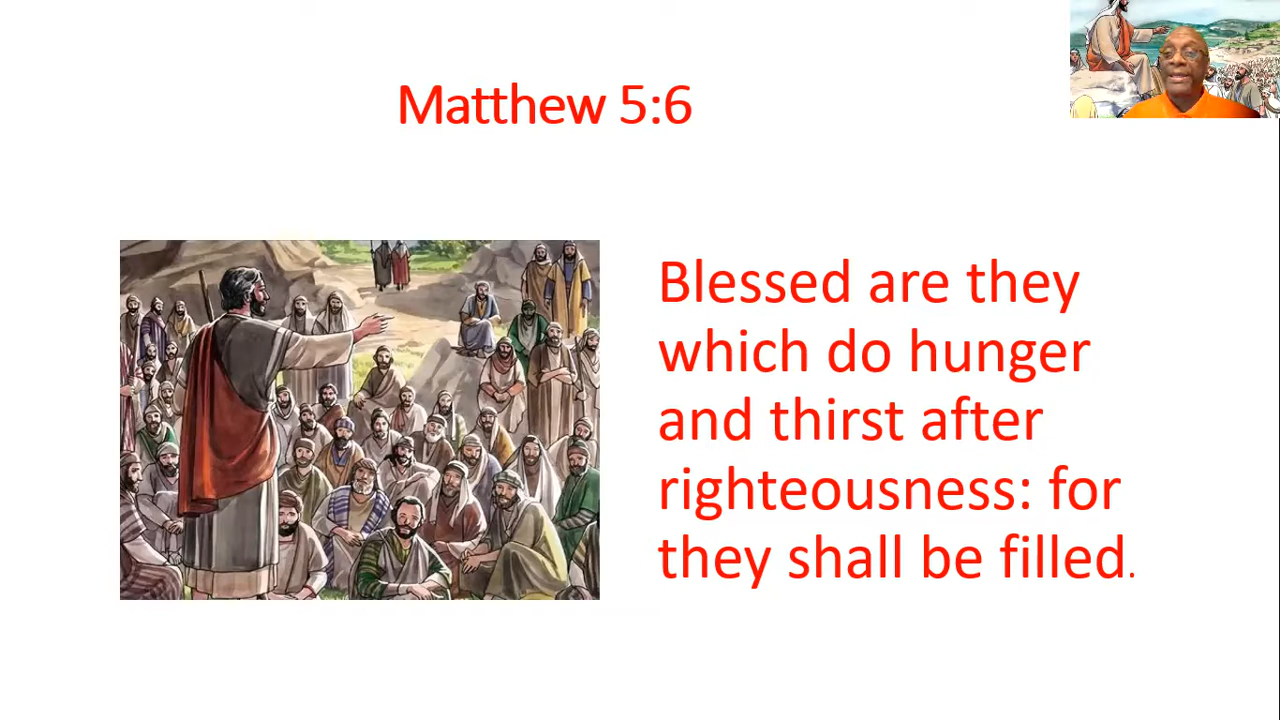 Matthew 5:6
Blessed are they
which do hunger
and thirst after
righteousness: for
they shall be filled.